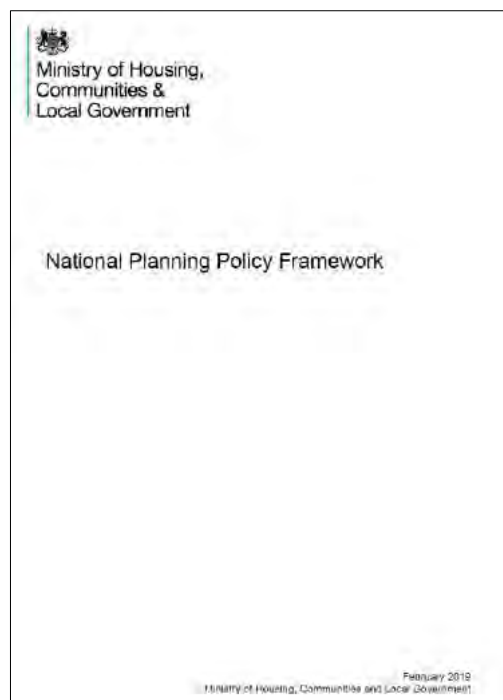 Ministry of Housing,
Communities &
Local Government
National Planning Policy Framework
February 2019
Ministry of Housing, Communities and Local Government